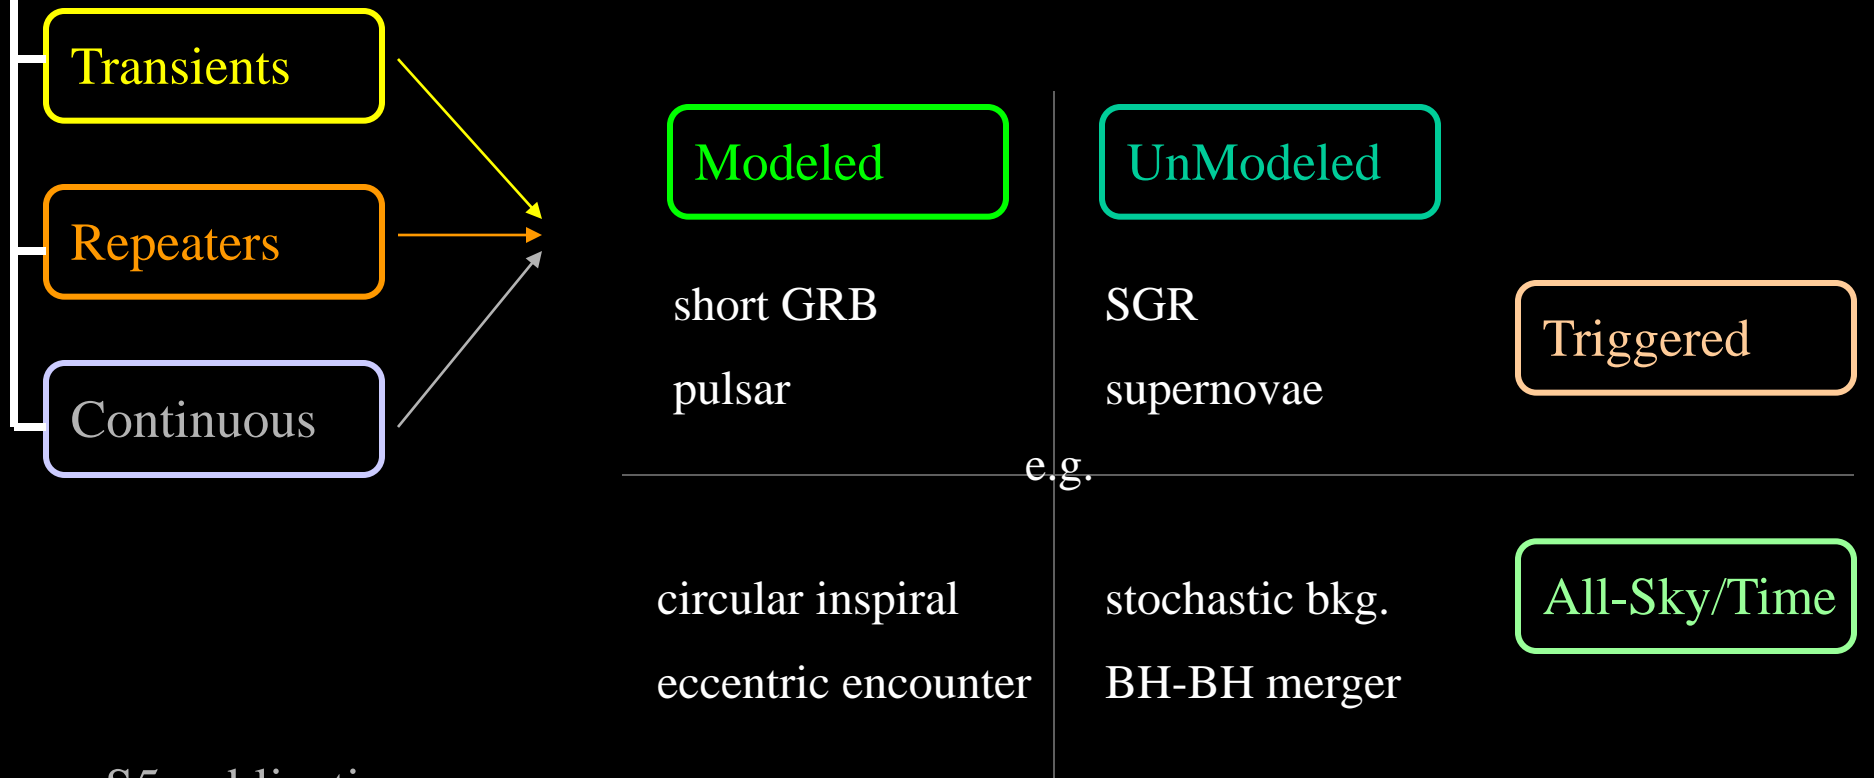 Transients
Repeaters
Continuous
Modeled
UnModeled
short GRB
SGR
pulsar
supernovae
Triggered
e.g.
circular inspiral
stochastic bkg.
eccentric encounter
BH-BH merger
All-Sky/Time
S5